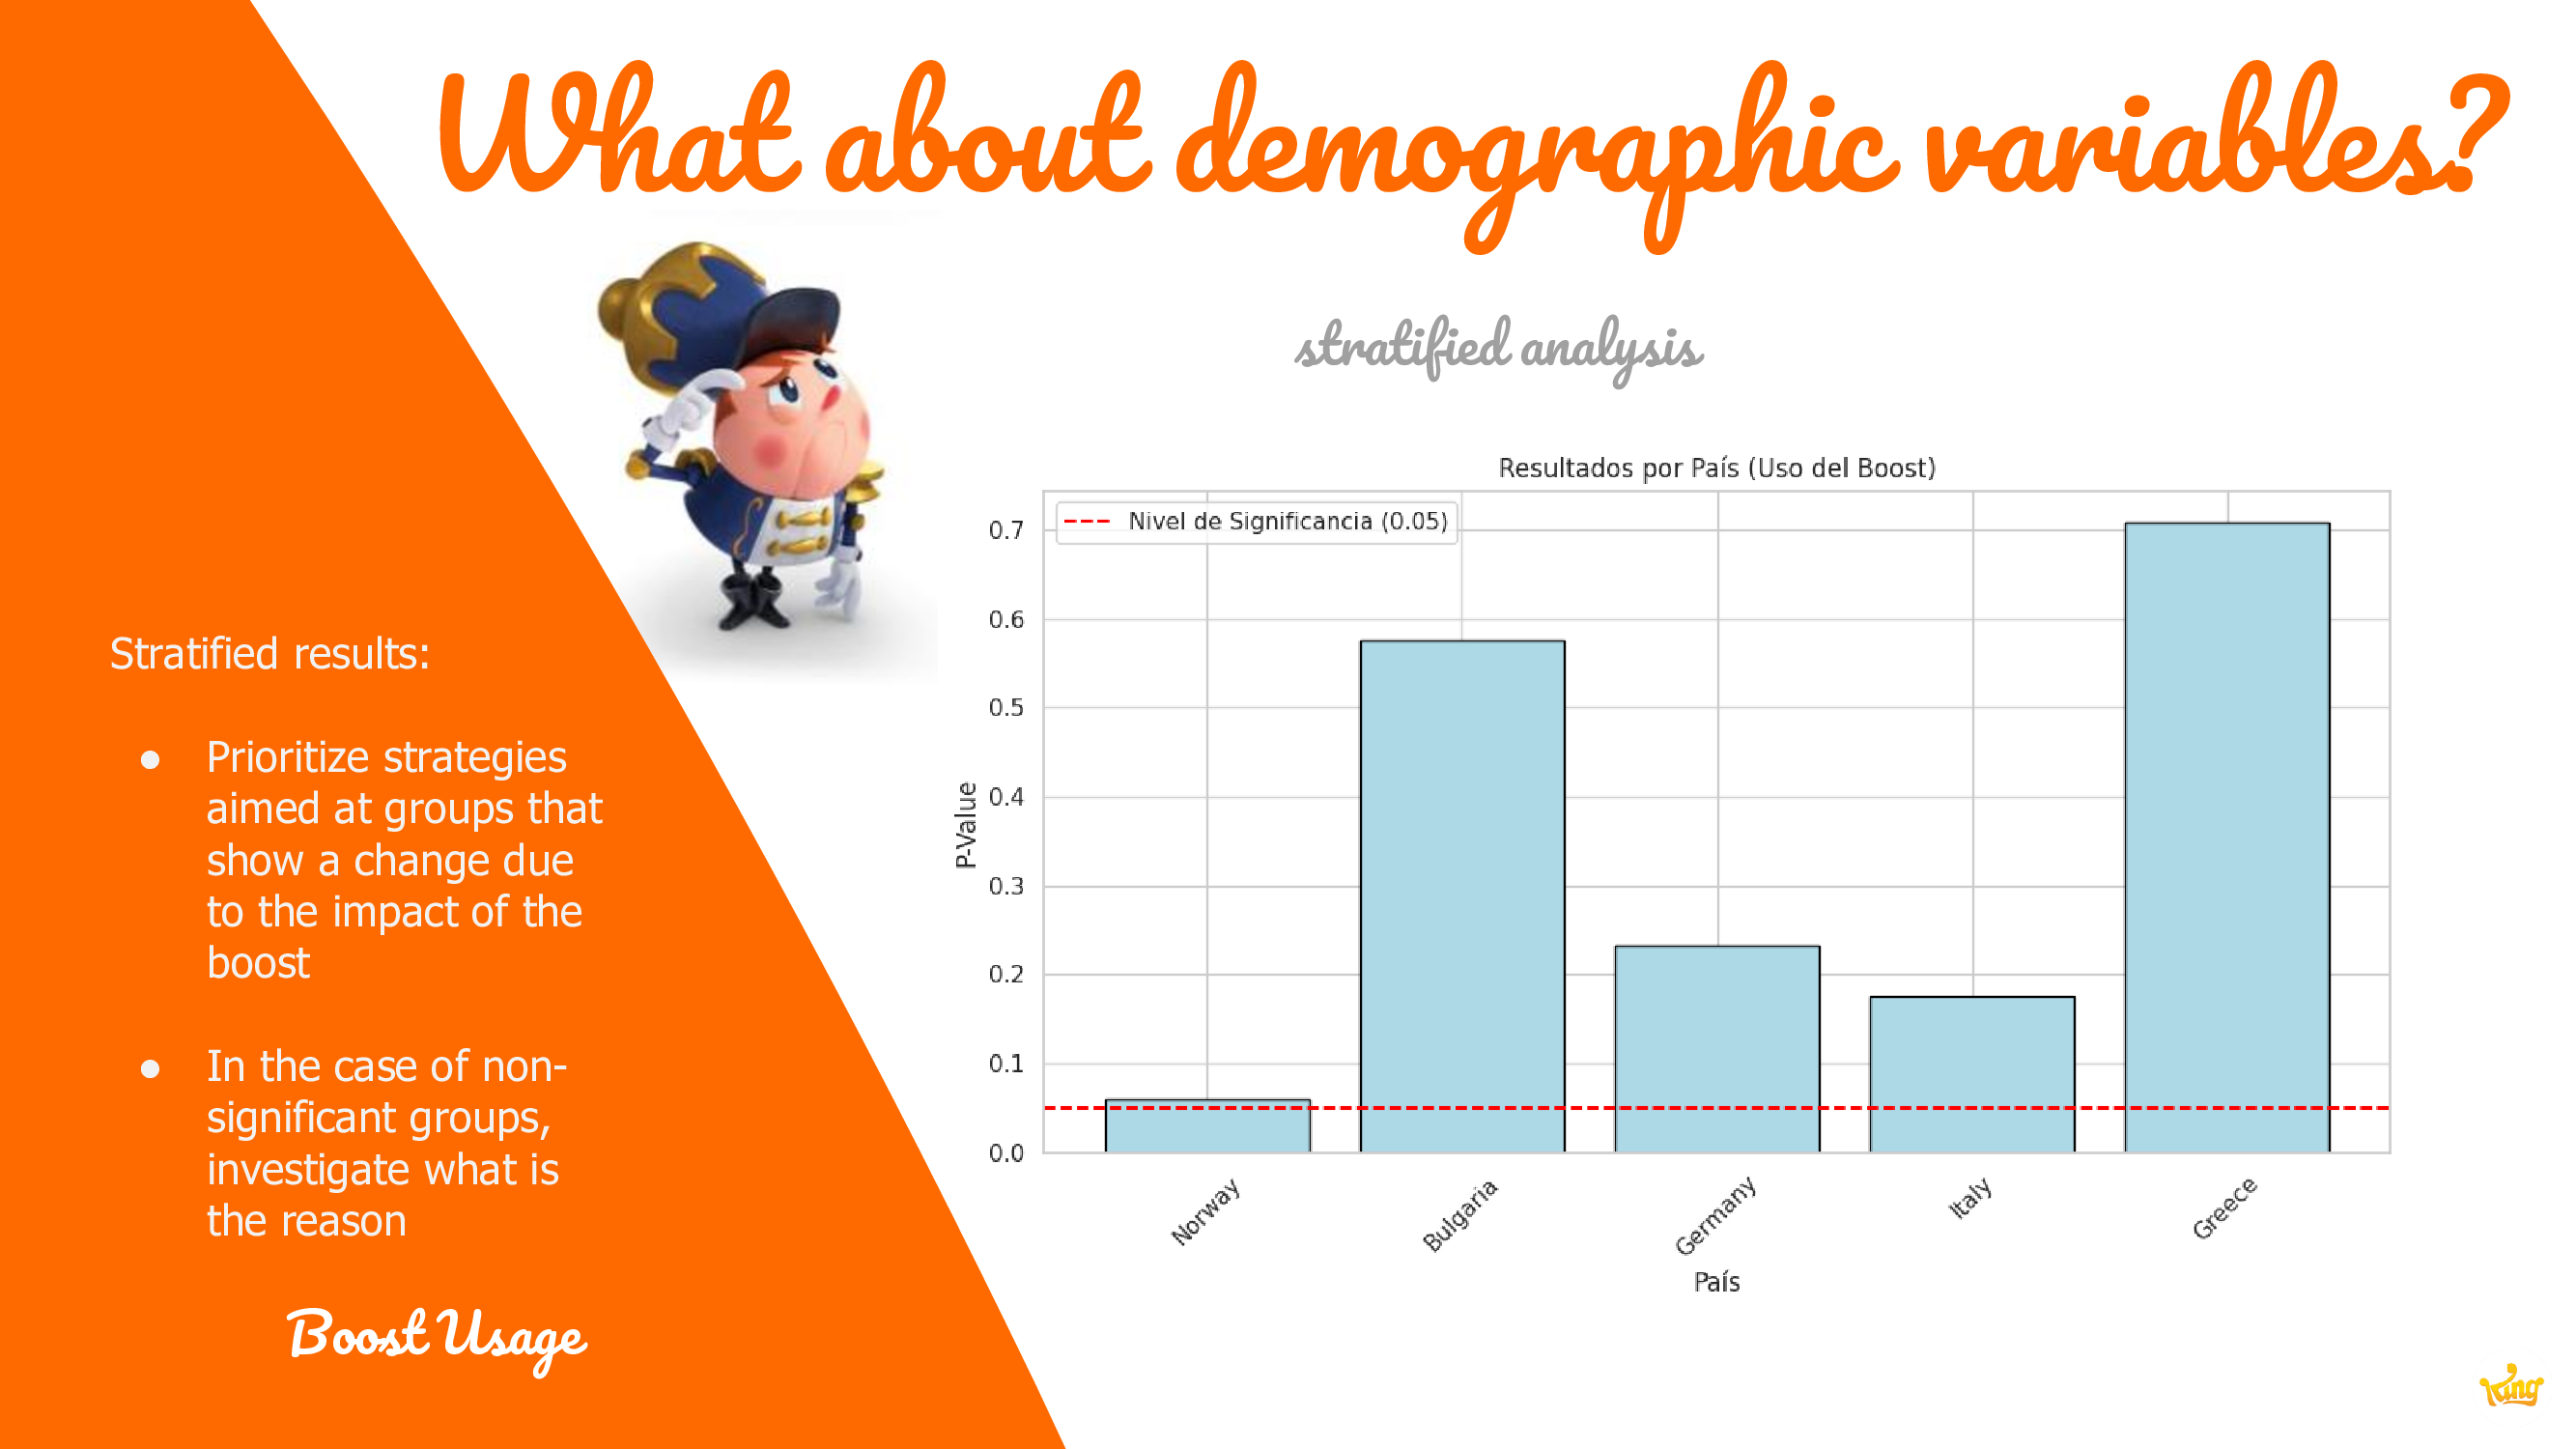 What about demographic variables?
stratified analysis
Stratified results:
● Prioritize strategies
aimed at groups that
show a change due
to the impact of the
boost
● In the case of non-
significant groups,
investigate what is
the reason
Boost Usage
Resultados por País (Uso del Boost)
Nivel de Significancia (0.05)
P-Value
0.7
0.6
0.5
0.4
0.3
0.2
0.1
0.0
Norway
Bulgaria
Germany
Italy
Greece
País
King